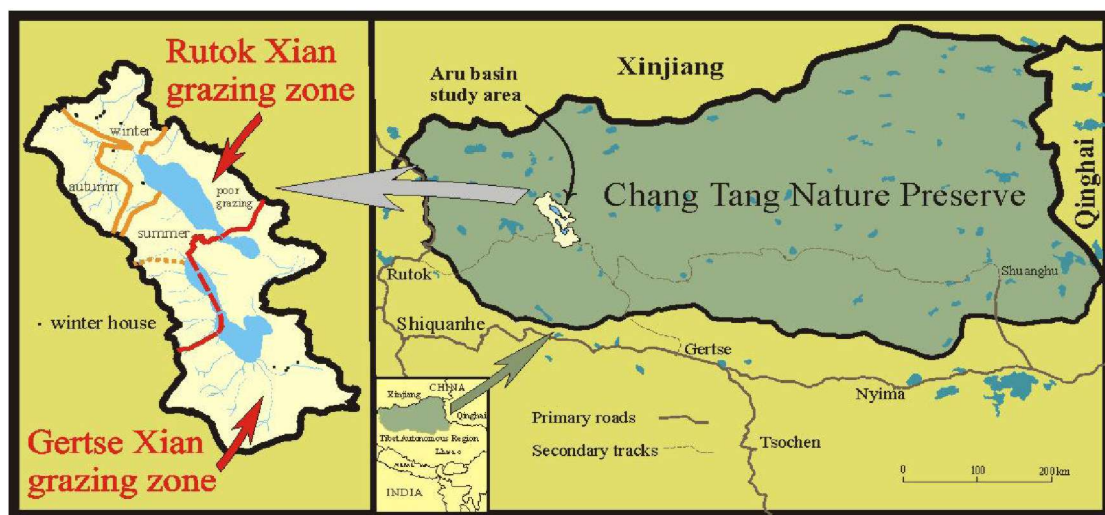 Rutok Xian
grazing zone
winter
autumn
poor
grazing
summer
· winter house
Gertse Xian
grazing zone
Xinjiang
Aru basin
study area
Chang Tang Nature Preserve
Qinghai
Rutok
Shuanghu
Shiquanhe
Gertse
Nyima
Tsochen
Primary roads
Secondary tracks
0 100 200 km
CHINA
Xinjiang
Qinghai
Tibet Autonomous Region
INDIA